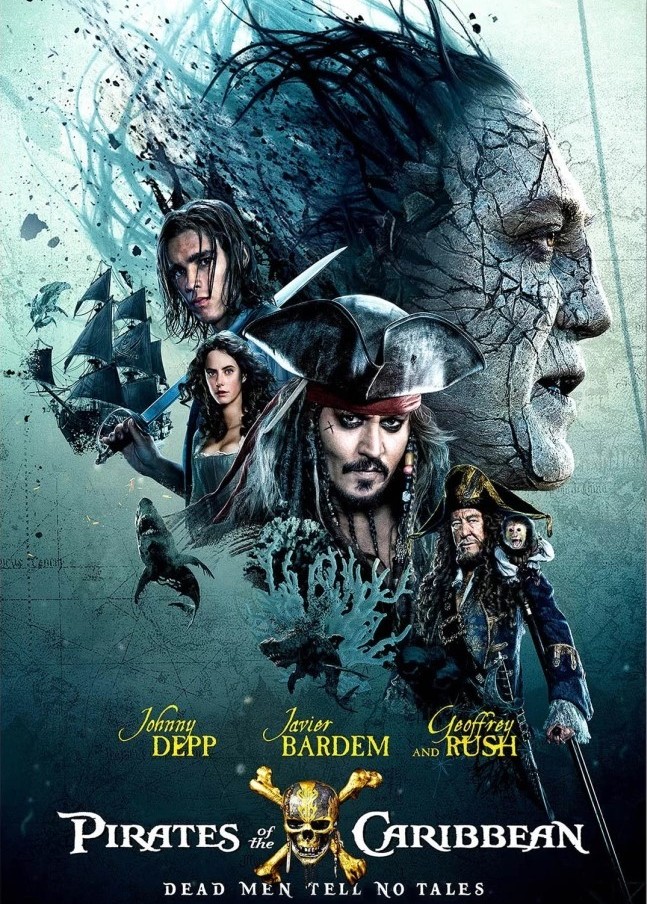 Johnny DEPP
Javier BARDEM
AND Geoffrey RUSH
PIRATES of the CARIBBEAN
DEAD MEN TELL NO TALES